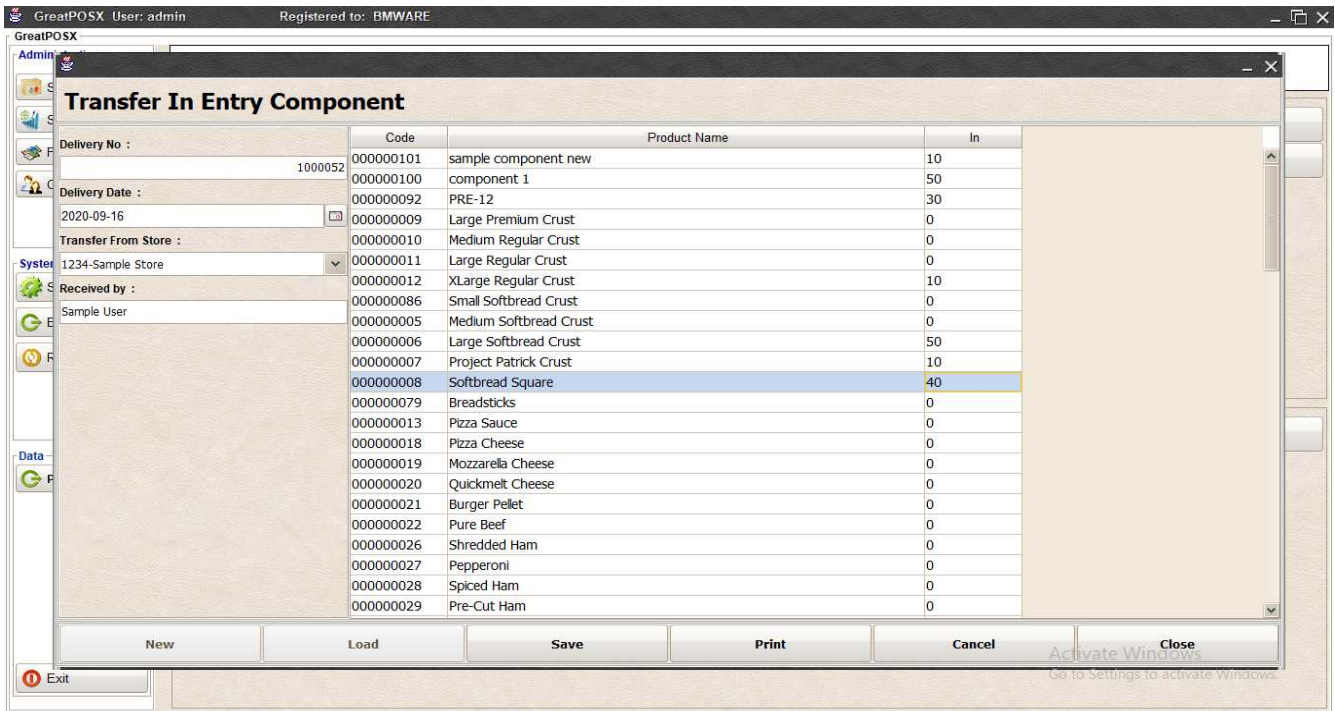 GreatPOSX User: admin Registered to: BMWARE
GreatPOSX
Transfer In Entry Component
Delivery No :
1000052
Delivery Date :
2020-09-16
Transfer From Store :
1234-Sample Store
Received by :
Sample User
Code Product Name In
000000101 sample component new 10
000000100 component 1 50
000000092 PRE-12 30
000000009 Large Premium Crust 0
000000010 Medium Regular Crust 0
000000011 Large Regular Crust 0
000000012 XLarge Regular Crust 10
000000086 Small Softbread Crust 0
000000005 Medium Softbread Crust 0
000000006 Large Softbread Crust 50
000000007 Project Patrick Crust 10
000000008 Softbread Square 40
000000079 Breadsticks 0
000000013 Pizza Sauce 0
000000018 Pizza Cheese 0
000000019 Mozzarella Cheese 0
000000020 Quickmelt Cheese 0
000000021 Burger Pellet 0
000000022 Pure Beef 0
000000026 Shredded Ham 0
000000027 Pepperoni 0
000000028 Spiced Ham 0
000000029 Pre-Cut Ham 0
New Load Save Print Cancel Close
Data
Exit
Activate Windows
Go to Settings to activate Windows.